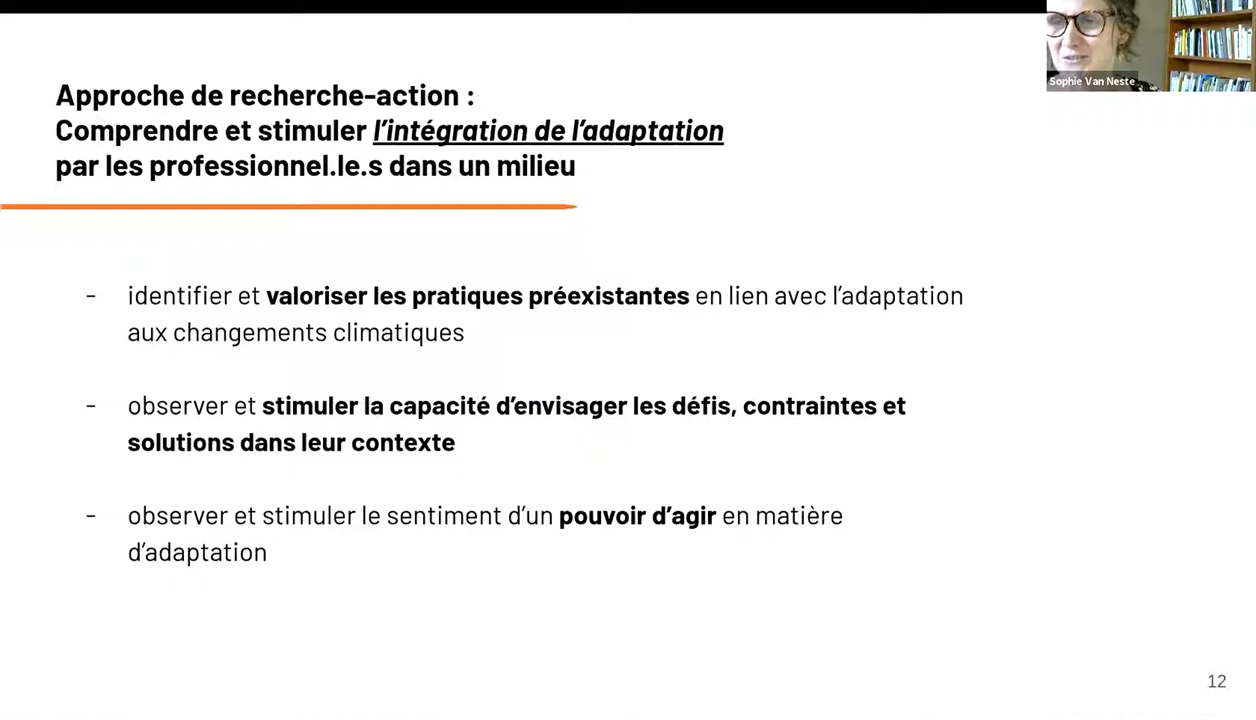 Sophie Van Neste
Approche de recherche-action :
Comprendre et stimuler l'intégration de l'adaptation
par les professionnel.le.s dans un milieu
- identifier et valoriser les pratiques préexistantes en lien avec l'adaptation
aux changements climatiques
- observer et stimuler la capacité d'envisager les défis, contraintes et
solutions dans leur contexte
- observer et stimuler le sentiment d'un pouvoir d'agir en matière
d'adaptation
12